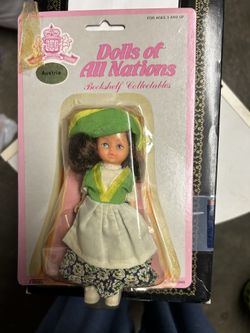 FOR AGES 3 AND UP
Dolls of
All Nations
Austria
Bookshelf Collectables